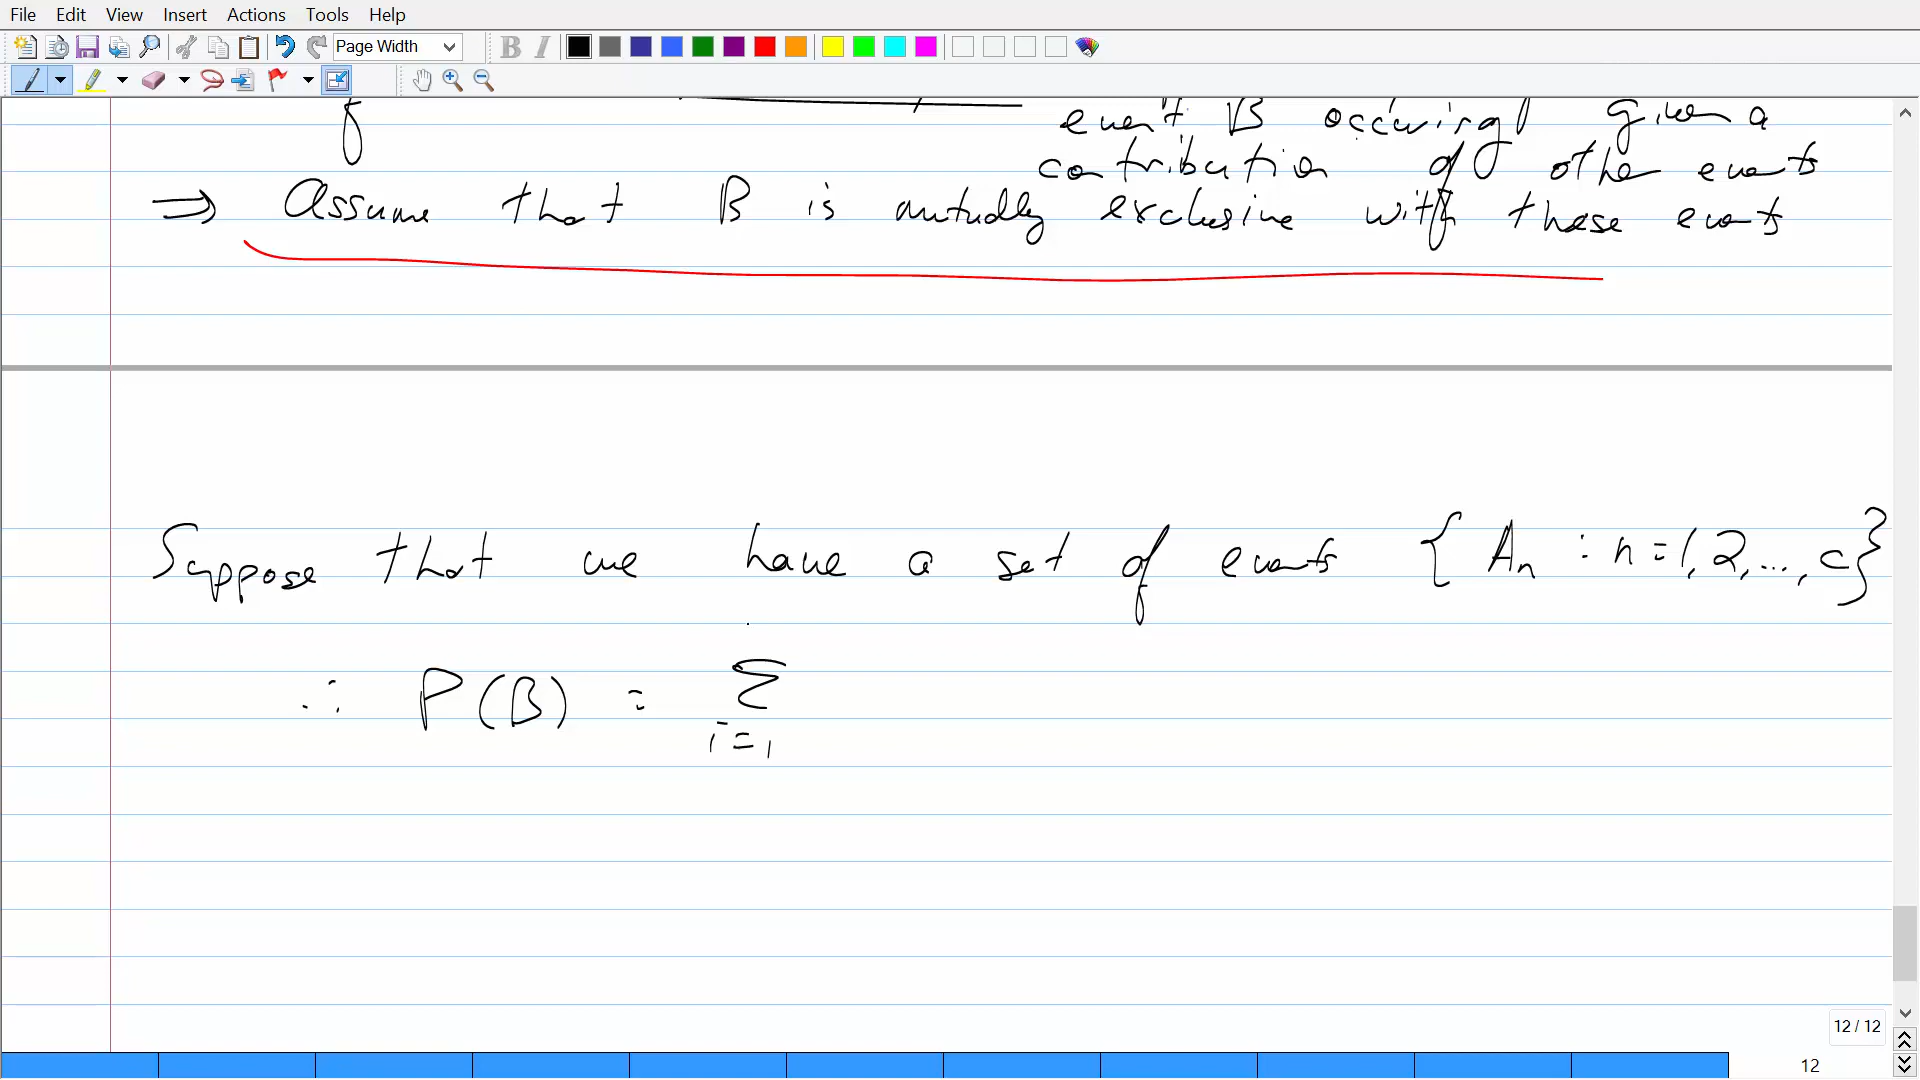 File Edit View Insert Actions Tools Help
Page Width
B I
event B occuring given a
contribution of other events
⇒ Assume that B is mutually exclusive with these events
Suppose that we have a set of events { An : n = 1, 2, ..., c}
∴ P(B) = Σ
i = 1
12 / 12
12